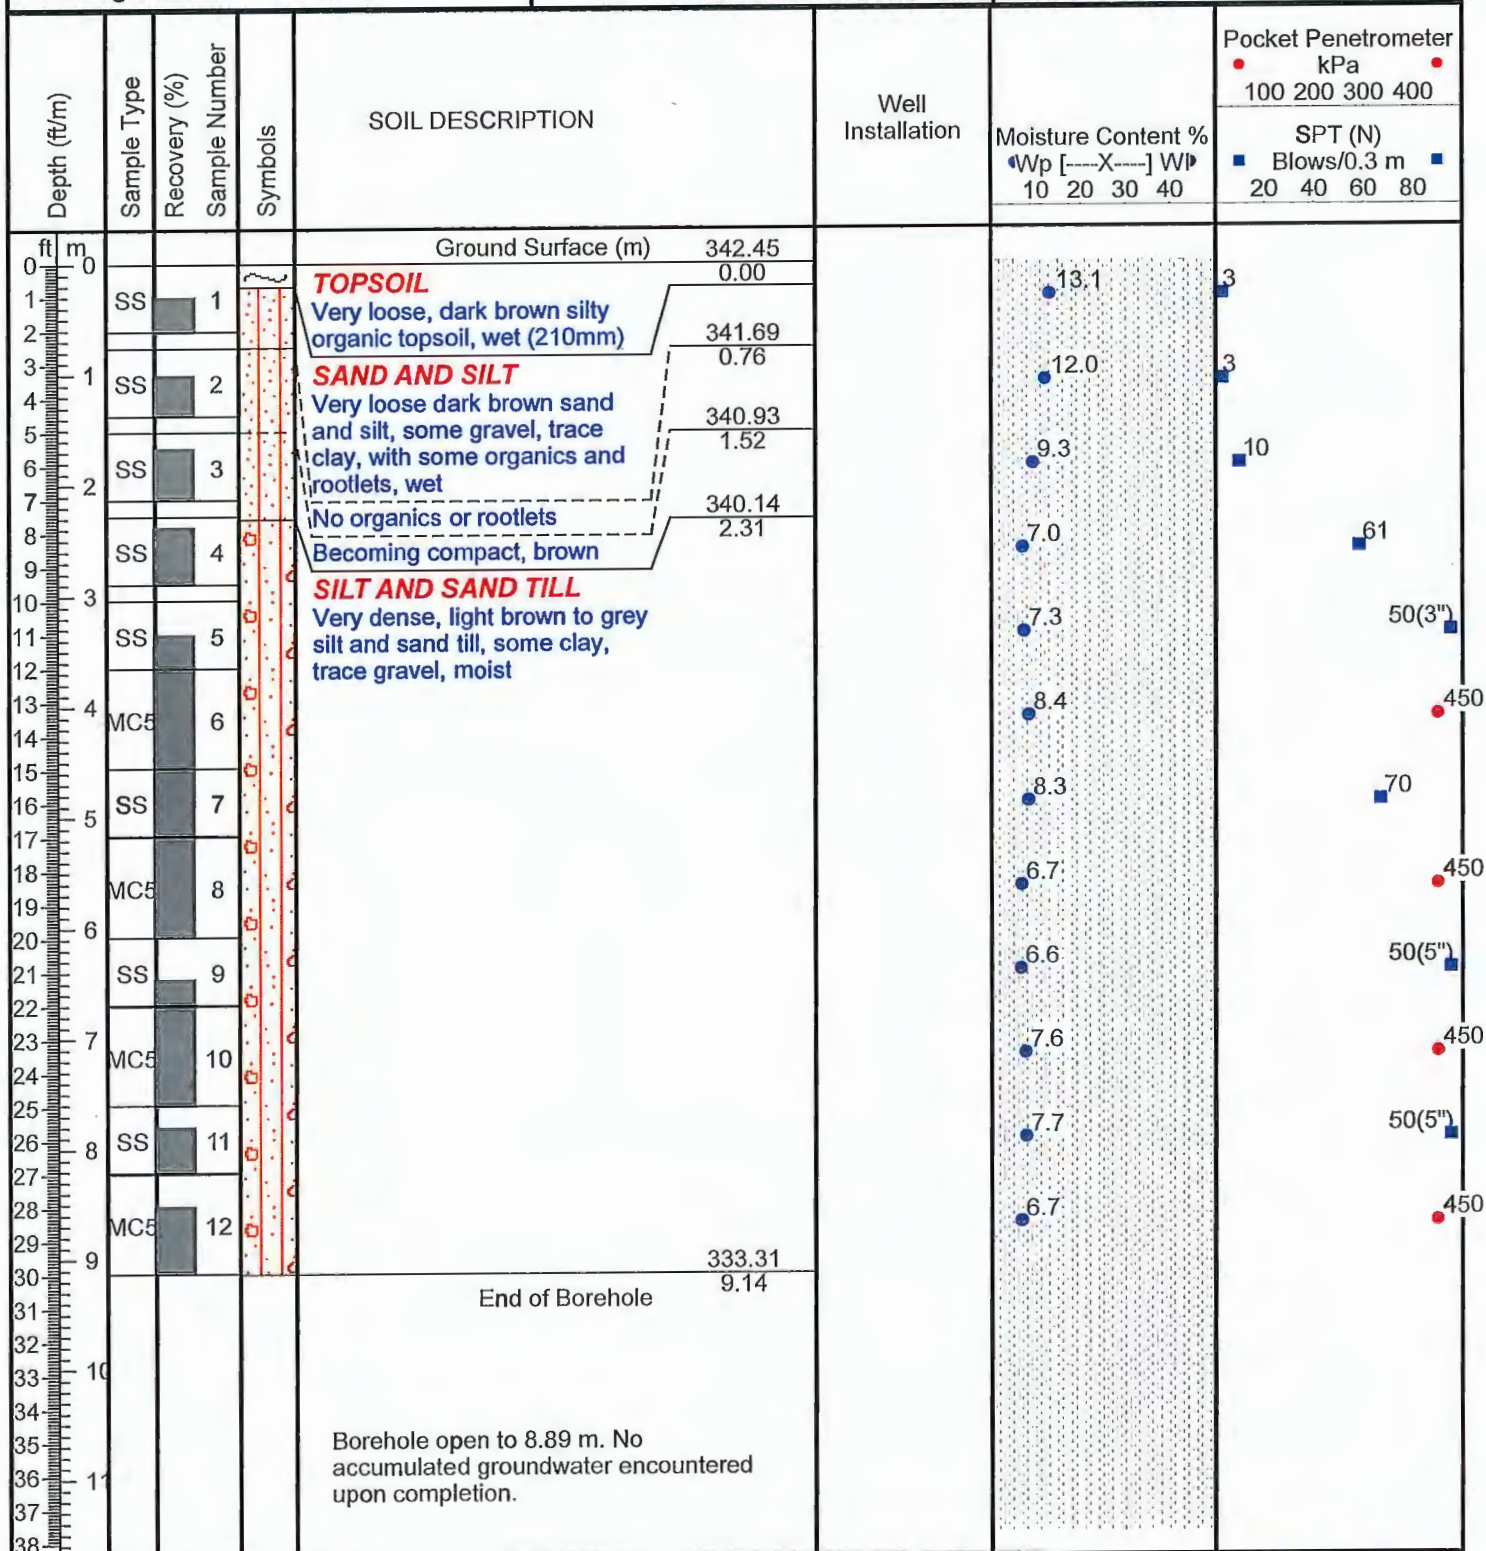 Pocket Penetrometer
kPa
100 200 300 400
Depth (ft/m)
Sample Type
Recovery (%)
Sample Number
Symbols
SOIL DESCRIPTION
Well
Installation
Moisture Content %
Wp [----X----] Wl
10 20 30 40
SPT (N)
Blows/0.3 m
20 40 60 80
ft m
Ground Surface (m) 342.45
0.00
TOPSOIL
Very loose, dark brown silty
organic topsoil, wet (210mm)
341.69
0.76
SAND AND SILT
Very loose dark brown sand
and silt, some gravel, trace
clay, with some organics and
rootlets, wet
340.93
1.52
No organics or rootlets
340.14
2.31
Becoming compact, brown
SILT AND SAND TILL
Very dense, light brown to grey
silt and sand till, some clay,
trace gravel, moist
333.31
9.14
End of Borehole
Borehole open to 8.89 m. No
accumulated groundwater encountered
upon completion.
0 1 2 3 4 5 6 7 8 9 10 11 12 13 14 15 16 17 18 19 20 21 22 23 24 25 26 27 28 29 30 31 32 33 34 35 36 37 38
0 1 2 3 4 5 6 7 8 9 10 11
SS 1 13.1 3
SS 2 12.0 3
SS 3 9.3 10
SS 4 7.0 61
SS 5 7.3 50(3")
MC5 6 8.4 450
SS 7 8.3 70
MC5 8 6.7 450
SS 9 6.6 50(5")
MC5 10 7.6 450
SS 11 7.7 50(5")
MC5 12 6.7 450